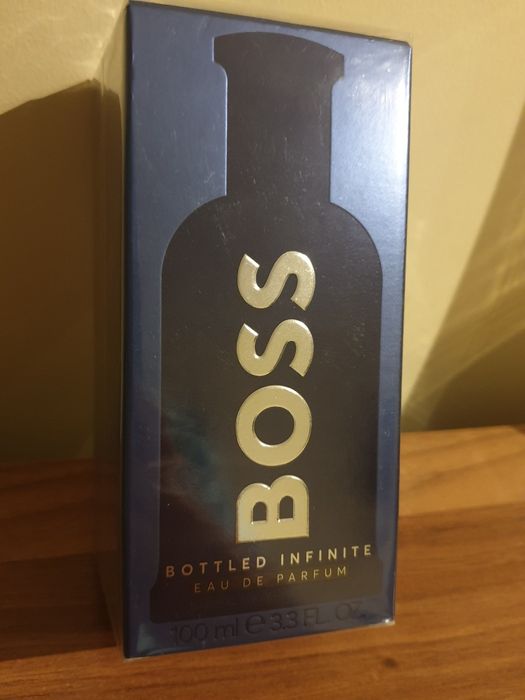 BOSS
BOTTLED INFINITE
EAU DE PARFUM
100 ml ℮ 3.3 FL. OZ.